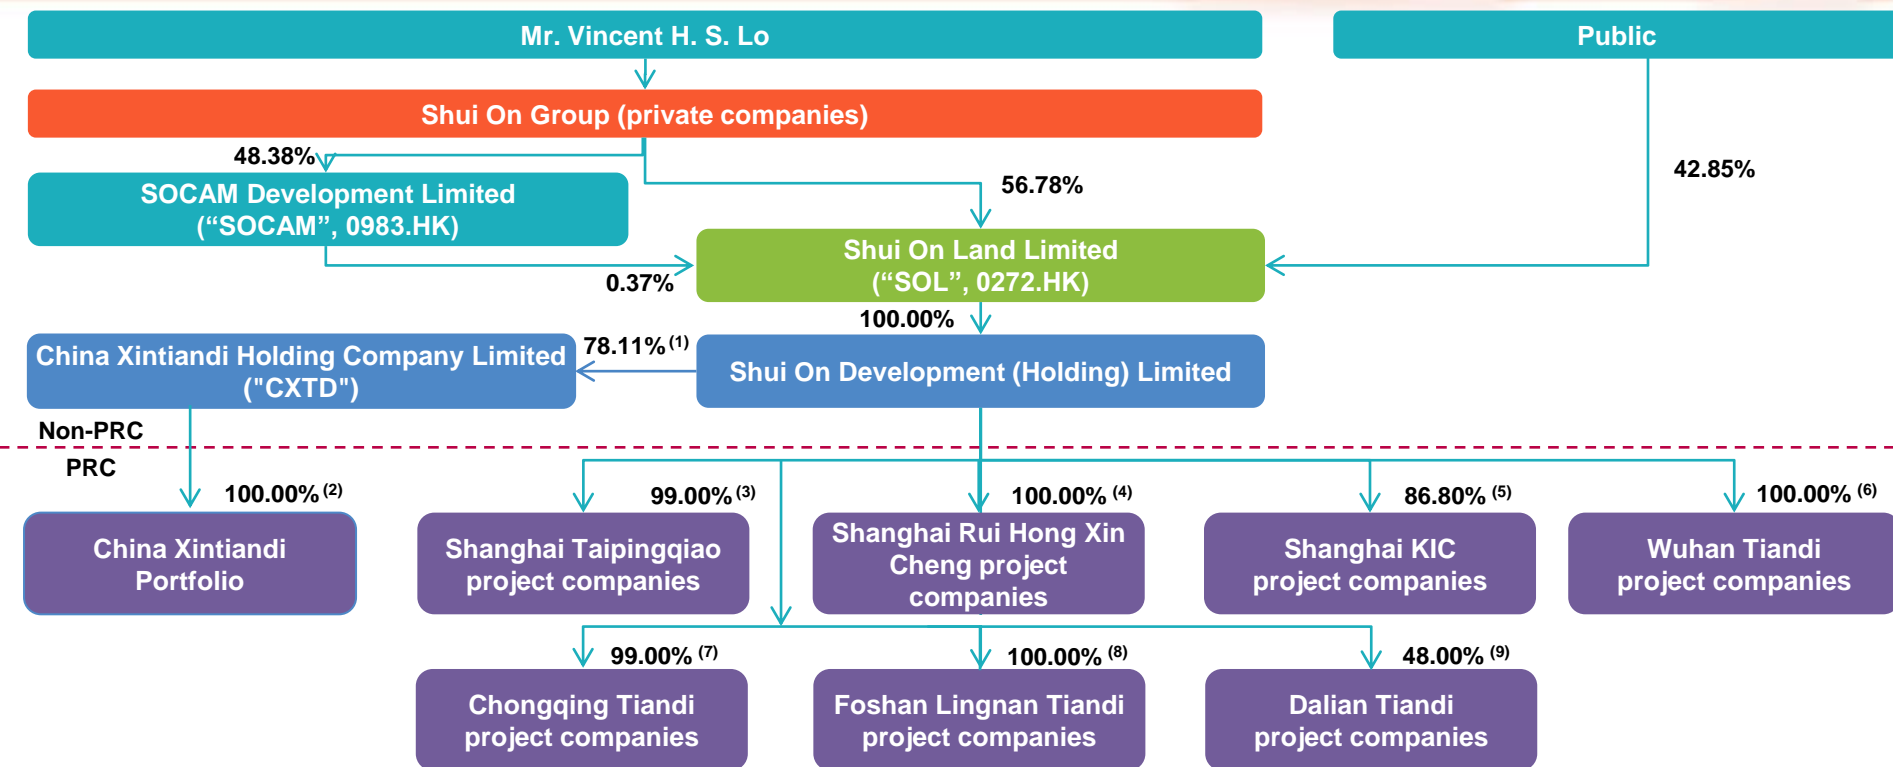 Mr. Vincent H. S. Lo
Public
Shui On Group (private companies)
48.38%
SOCAM Development Limited
(“SOCAM”, 0983.HK)
56.78%
42.85%
0.37%
Shui On Land Limited
(“SOL”, 0272.HK)
100.00%
China Xintiandi Holding Company Limited
("CXTD")
78.11% (1)
Shui On Development (Holding) Limited
Non-PRC
PRC
100.00% (2)
99.00% (3)
100.00% (4)
86.80% (5)
100.00% (6)
China Xintiandi
Portfolio
Shanghai Taipingqiao
project companies
Shanghai Rui Hong Xin
Cheng project
companies
Shanghai KIC
project companies
Wuhan Tiandi
project companies
99.00% (7)
100.00% (8)
48.00% (9)
Chongqing Tiandi
project companies
Foshan Lingnan Tiandi
project companies
Dalian Tiandi
project companies